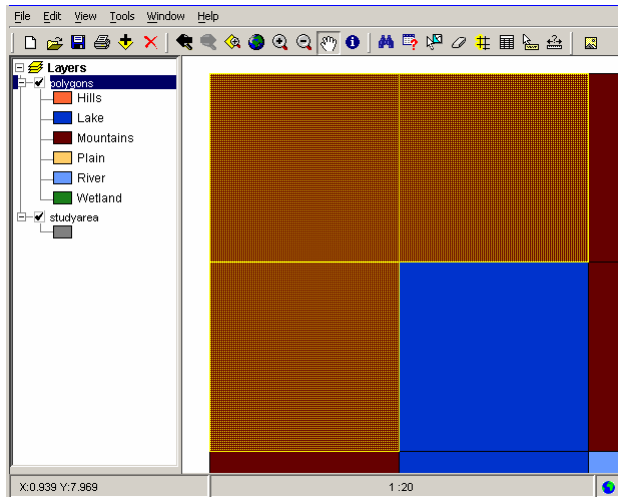 File Edit View Tools Window Help
Layers
polygons
Hills
Lake
Mountains
Plain
River
Wetland
studyarea
X:0.939 Y:7.969
1 :20